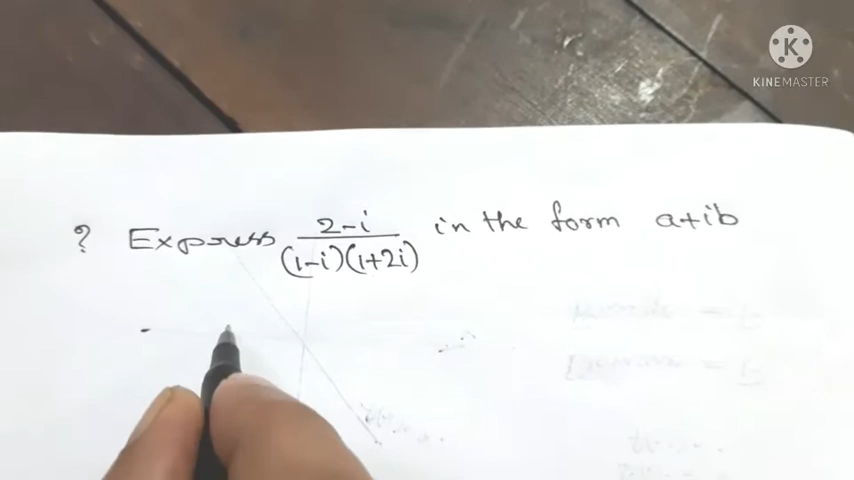 K
KINEMASTER
? Express 2-i / (1-i)(1+2i) in the form a+ib